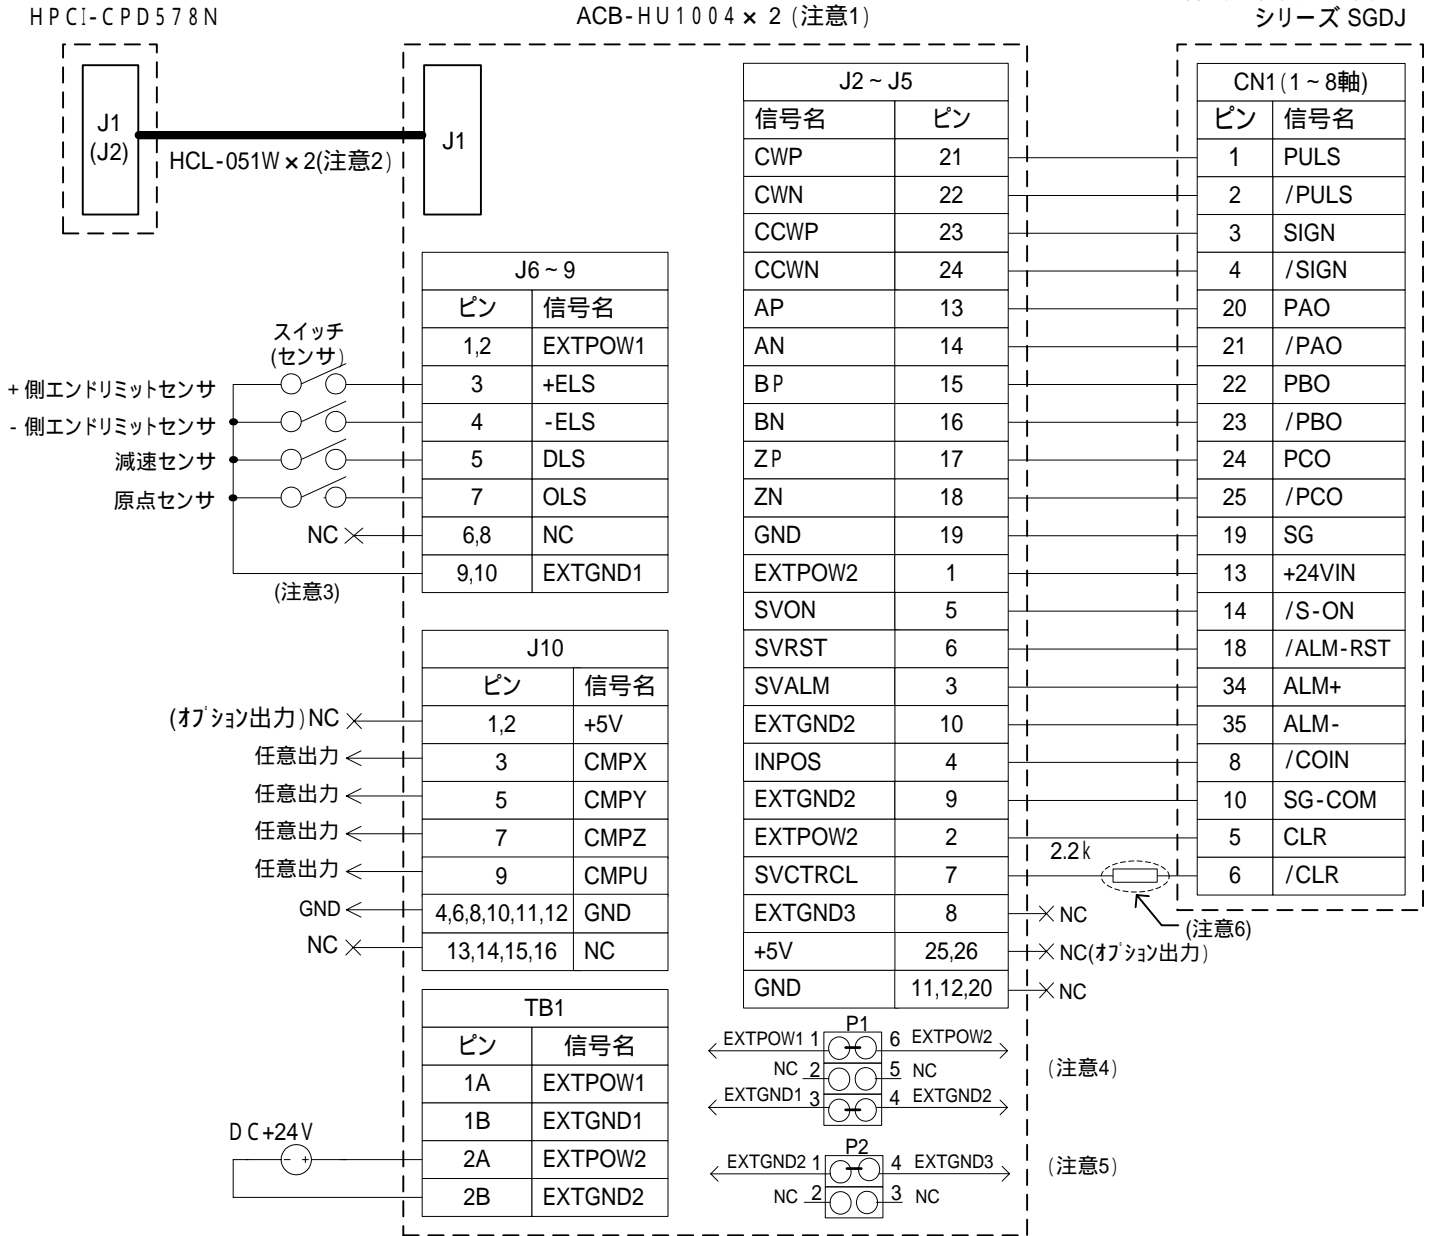 HPCI-CPD578N
ACB-HU1004 × 2 (注意1)
シリーズ SGDJ
J1
(J2)
HCL-051W × 2(注意2)
J1
J2 ~ J5
信号名 ピン
CWP 21
CWN 22
CCWP 23
CCWN 24
AP 13
AN 14
BP 15
BN 16
ZP 17
ZN 18
GND 19
EXTPOW2 1
SVON 5
SVRST 6
SVALM 3
EXTGND2 10
INPOS 4
EXTGND2 9
EXTPOW2 2
SVCTRCL 7
EXTGND3 8
+5V 25,26
GND 11,12,20
CN1(1 ~ 8軸)
ピン 信号名
1 PULS
2 /PULS
3 SIGN
4 /SIGN
20 PAO
21 /PAO
22 PBO
23 /PBO
24 PCO
25 /PCO
19 SG
13 +24VIN
14 /S-ON
18 /ALM-RST
34 ALM+
35 ALM-
8 /COIN
10 SG-COM
5 CLR
6 /CLR
2.2k
(注意6)
NC
NC(オプション出力)
NC
J6 ~ 9
ピン 信号名
1,2 EXTPOW1
3 +ELS
4 -ELS
5 DLS
7 OLS
6,8 NC
9,10 EXTGND1
スイッチ
(センサ)
+側エンドリミットセンサ
-側エンドリミットセンサ
減速センサ
原点センサ
NC
(注意3)
J10
ピン 信号名
1,2 +5V
3 CMPX
5 CMPY
7 CMPZ
9 CMPU
4,6,8,10,11,12 GND
13,14,15,16 NC
(オプション出力)NC
任意出力
任意出力
任意出力
任意出力
GND
NC
TB1
ピン 信号名
1A EXTPOW1
1B EXTGND1
2A EXTPOW2
2B EXTGND2
DC+24V
- +
P1
EXTPOW1 1 6 EXTPOW2
NC 2 5 NC
EXTGND1 3 4 EXTGND2
(注意4)
P2
EXTGND2 1 4 EXTGND3
NC 2 3 NC
(注意5)